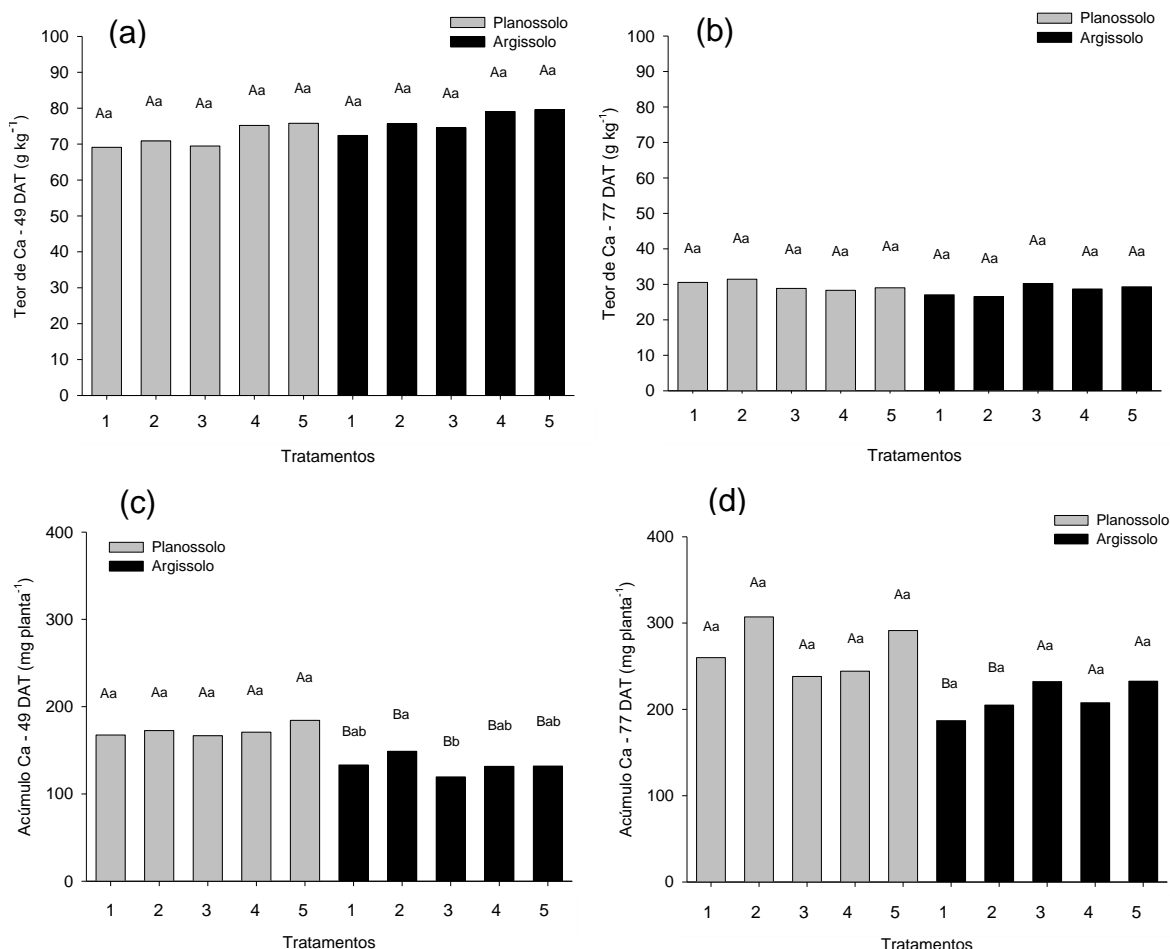 (a)
Planossolo
Argissolo
Teor de Ca - 49 DAT (g kg⁻¹)
100
90
80
70
60
50
40
30
20
10
0
Aa Aa Aa Aa Aa Aa Aa Aa Aa Aa
1 2 3 4 5 1 2 3 4 5
Tratamentos
(b)
Planossolo
Argissolo
Teor de Ca - 77 DAT (g kg⁻¹)
100
90
80
70
60
50
40
30
20
10
0
Aa Aa Aa Aa Aa Aa Aa Aa Aa Aa
1 2 3 4 5 1 2 3 4 5
Tratamentos
(c)
Planossolo
Argissolo
Acúmulo Ca - 49 DAT (mg planta⁻¹)
400
300
200
100
0
Aa Aa Aa Aa Aa Bab Ba Bb Bab Bab
1 2 3 4 5 1 2 3 4 5
Tratamentos
(d)
Planossolo
Argissolo
Acúmulo Ca - 77 DAT (mg planta⁻¹)
400
300
200
100
0
Aa Aa Aa Aa Aa Ba Ba Aa Aa Aa
1 2 3 4 5 1 2 3 4 5
Tratamentos